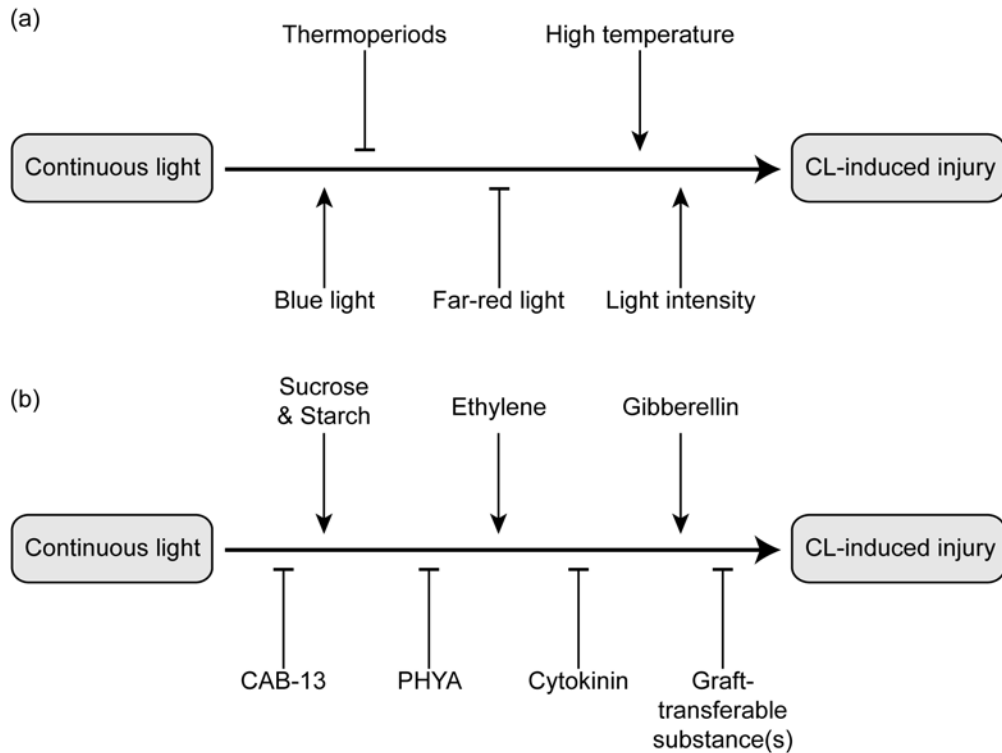 (a)
Thermoperiods
High temperature
Continuous light
CL-induced injury
Blue light
Far-red light
Light intensity
(b)
Sucrose
& Starch
Ethylene
Gibberellin
Continuous light
CL-induced injury
CAB-13
PHYA
Cytokinin
Graft-
transferable
substance(s)